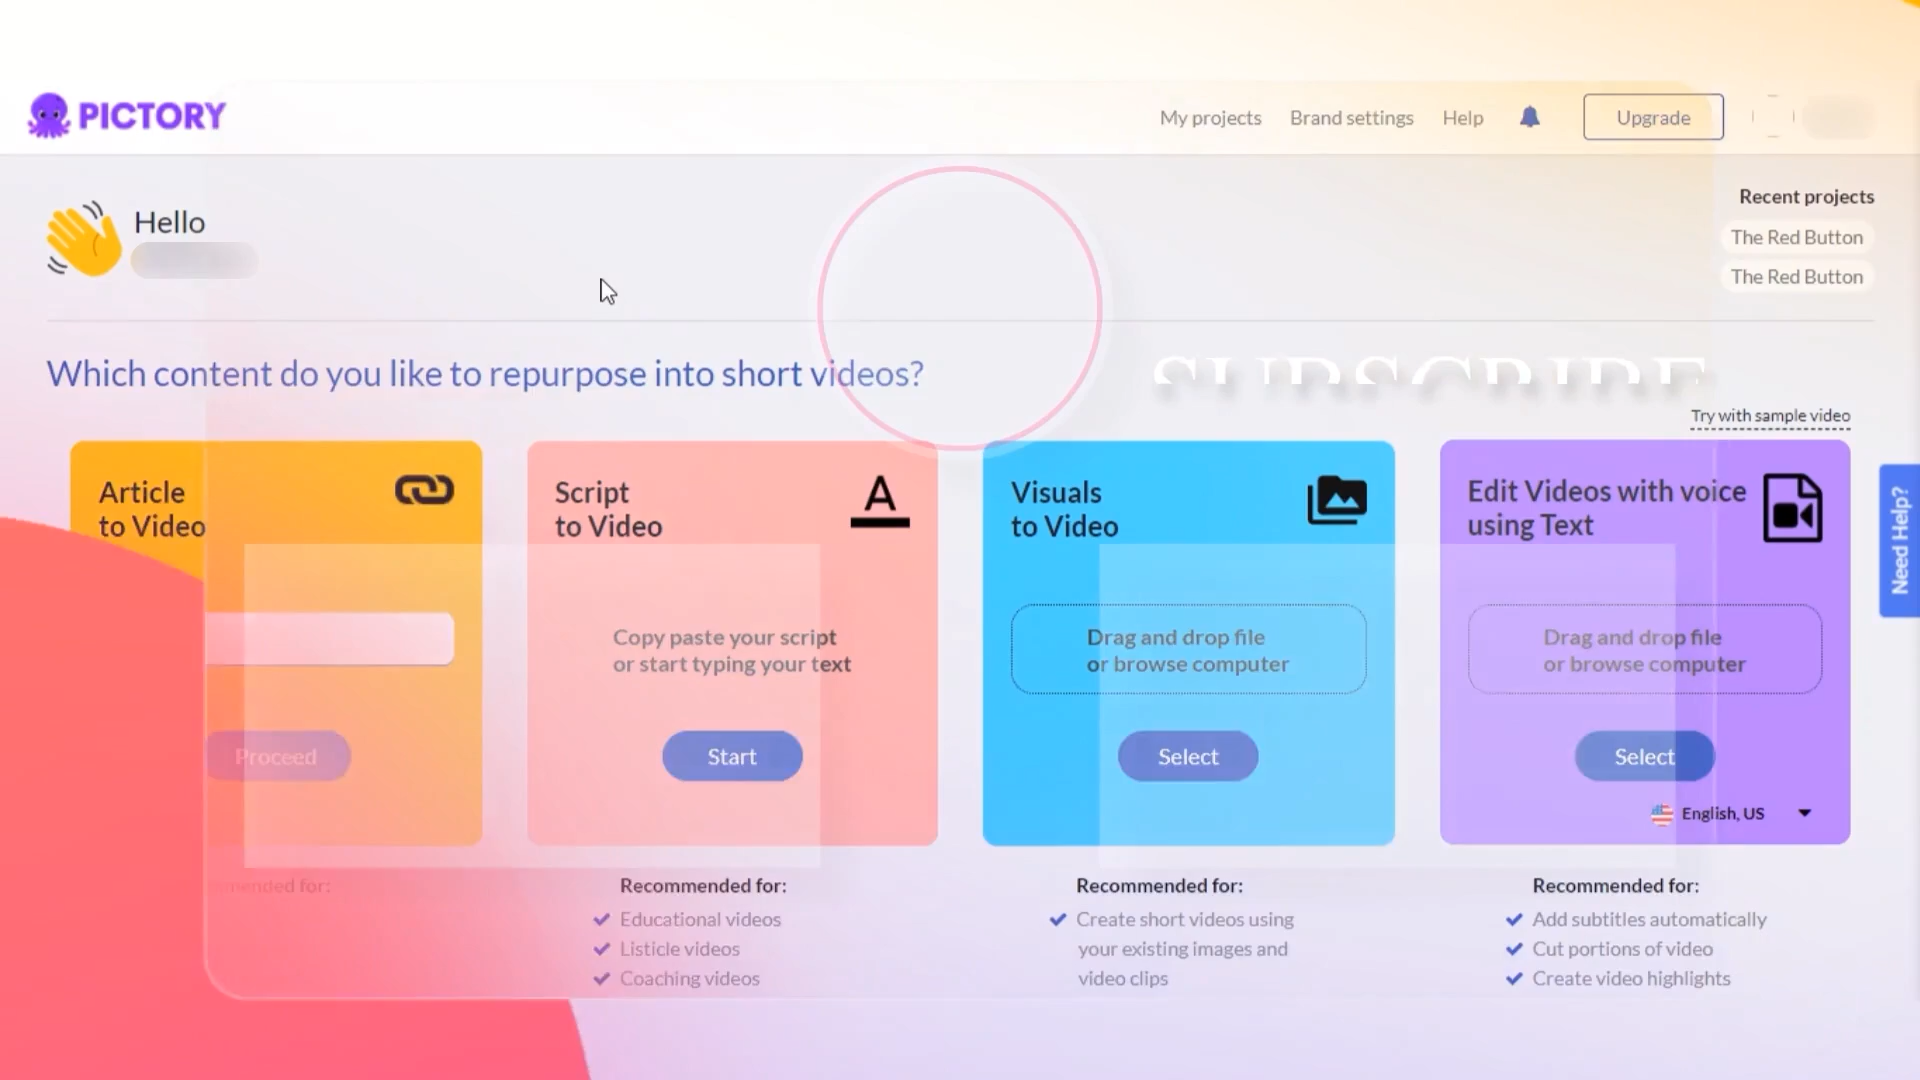 PICTORY
My projects
Brand settings
Help
Upgrade
Hello
Recent projects
The Red Button
The Red Button
Which content do you like to repurpose into short videos?
SUBSCRIBE
Try with sample video
Article
to Video
Proceed
Script
to Video
Copy paste your script
or start typing your text
Start
Visuals
to Video
Drag and drop file
or browse computer
Select
Edit Videos with voice
using Text
Drag and drop file
or browse computer
Select
English, US
Need Help?
for:
Recommended for:
Educational videos
Listicle videos
Coaching videos
Recommended for:
Create short videos using
your existing images and
video clips
Recommended for:
Add subtitles automatically
Cut portions of video
Create video highlights